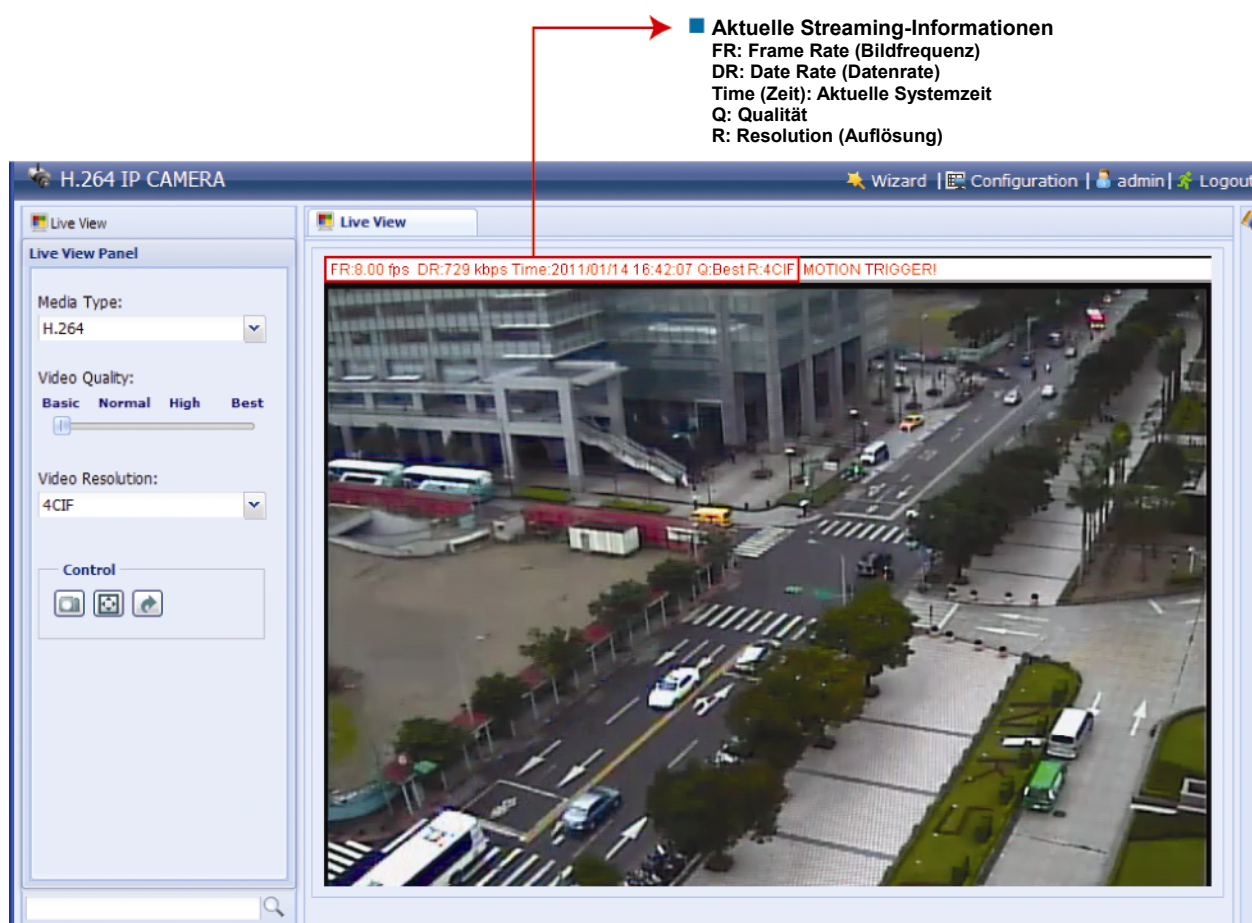 Aktuelle Streaming-Informationen
FR: Frame Rate (Bildfrequenz)
DR: Date Rate (Datenrate)
Time (Zeit): Aktuelle Systemzeit
Q: Qualität
R: Resolution (Auflösung)
H.264 IP CAMERA
Wizard | Configuration | admin | Logout
Live View
Live View
Live View Panel
FR:8.00 fps DR:729 kbps Time:2011/01/14 16:42:07 Q:Best R:4CIF MOTION TRIGGER!
Media Type:
H.264
Video Quality:
Basic Normal High Best
Video Resolution:
4CIF
Control